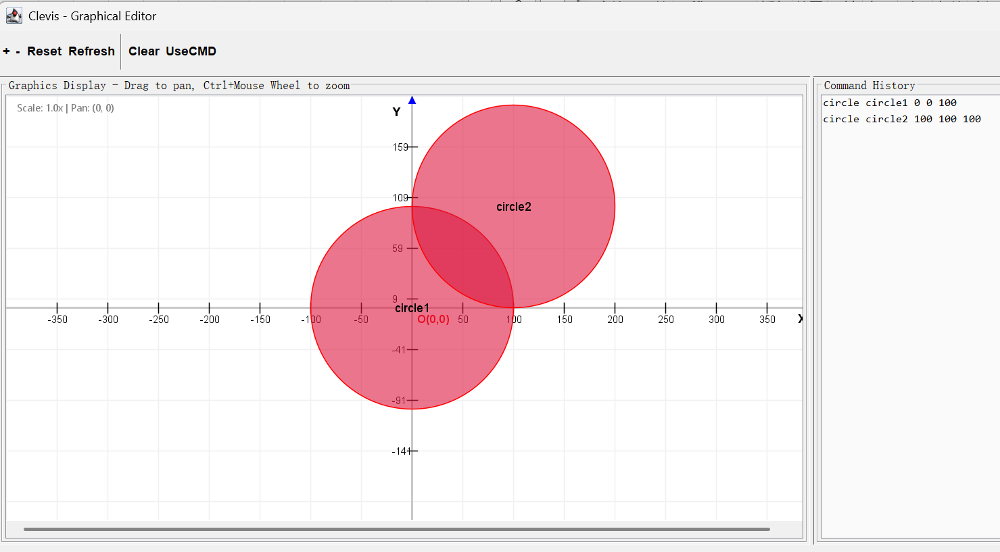 Clevis - Graphical Editor
+ - Reset Refresh Clear UseCMD
Graphics Display - Drag to pan, Ctrl+Mouse Wheel to zoom
Scale: 1.0x | Pan: (0, 0)
Y
159
109
circle2
59
9
circle1
-350 -300 -250 -200 -150 -100 -50 O(0,0) 50 100 150 200 250 300 350 X
-41
-91
-141
Command History
circle circle1 0 0 100
circle circle2 100 100 100